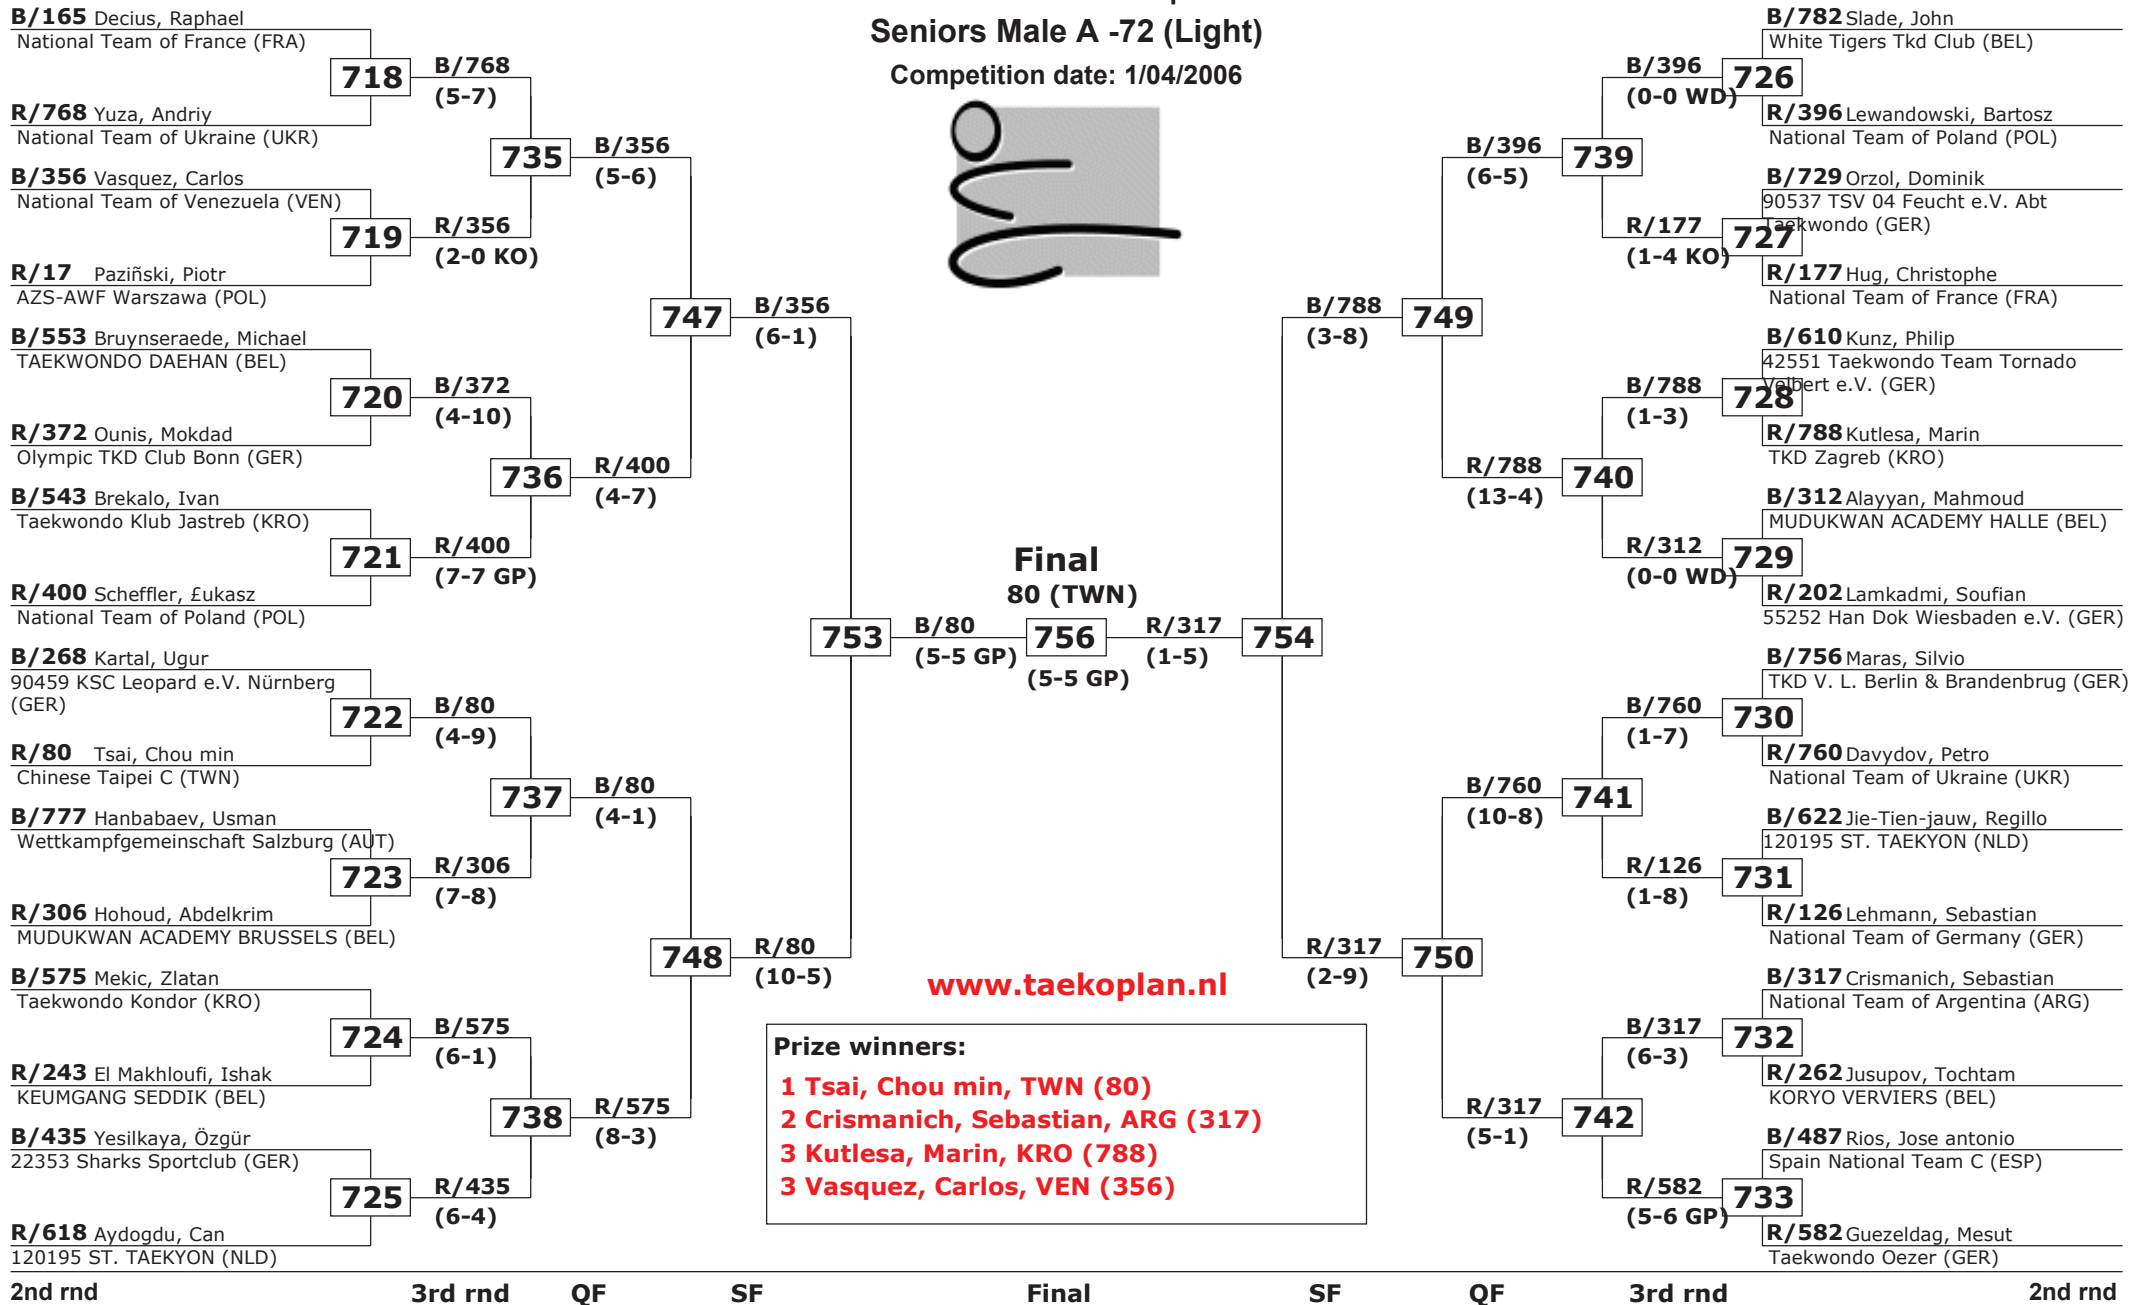 Seniors Male A -72 (Light)
Competition date: 1/04/2006
B/165 Decius, Raphael
National Team of France (FRA)
718
R/768 Yuza, Andriy
National Team of Ukraine (UKR)
B/356 Vasquez, Carlos
National Team of Venezuela (VEN)
719
R/17 Paziñski, Piotr
AZS-AWF Warszawa (POL)
B/553 Bruynseraede, Michael
TAEKWONDO DAEHAN (BEL)
720
R/372 Ounis, Mokdad
Olympic TKD Club Bonn (GER)
B/543 Brekalo, Ivan
Taekwondo Klub Jastreb (KRO)
721
R/400 Scheffler, £ukasz
National Team of Poland (POL)
B/268 Kartal, Ugur
90459 KSC Leopard e.V. Nürnberg
(GER)
722
R/80 Tsai, Chou min
Chinese Taipei C (TWN)
B/777 Hanbabaev, Usman
Wettkampfgemeinschaft Salzburg (AUT)
723
R/306 Hohoud, Abdelkrim
MUDUKWAN ACADEMY BRUSSELS (BEL)
B/575 Mekic, Zlatan
Taekwondo Kondor (KRO)
724
R/243 El Makhloufi, Ishak
KEUMGANG SEDDIK (BEL)
B/435 Yesilkaya, Özgür
22353 Sharks Sportclub (GER)
725
R/618 Aydogdu, Can
120195 ST. TAEKYON (NLD)
B/768
(5-7)
735
R/356
(2-0 KO)
B/372
(4-10)
736
R/400
(7-7 GP)
B/80
(4-9)
737
R/306
(7-8)
B/575
(6-1)
738
R/435
(6-4)
B/356
(5-6)
747
R/400
(4-7)
B/80
(4-1)
748
R/575
(8-3)
B/356
(6-1)
753
R/80
(10-5)
Final
80 (TWN)
B/80
(5-5 GP)
756
(5-5 GP)
R/317
(1-5)
754
B/788
(3-8)
749
R/317
(2-9)
750
B/396
(6-5)
739
R/788
(13-4)
740
B/760
(10-8)
741
R/317
(5-1)
742
B/396
(0-0 WD)
R/177
(1-4 KO)
B/788
(1-3)
R/312
(0-0 WD)
B/760
(1-7)
R/126
(1-8)
B/317
(6-3)
R/582
(5-6 GP)
B/782 Slade, John
White Tigers Tkd Club (BEL)
726
R/396 Lewandowski, Bartosz
National Team of Poland (POL)
B/729 Orzol, Dominik
90537 TSV 04 Feucht e.V. Abt
Taekwondo (GER)
727
R/177 Hug, Christophe
National Team of France (FRA)
B/610 Kunz, Philip
42551 Taekwondo Team Tornado
Velbert e.V. (GER)
728
R/788 Kutlesa, Marin
TKD Zagreb (KRO)
B/312 Alayyan, Mahmoud
MUDUKWAN ACADEMY HALLE (BEL)
729
R/202 Lamkadmi, Soufian
55252 Han Dok Wiesbaden e.V. (GER)
B/756 Maras, Silvio
TKD V. L. Berlin & Brandenbrug (GER)
730
R/760 Davydov, Petro
National Team of Ukraine (UKR)
B/622 Jie-Tien-jauw, Regillo
120195 ST. TAEKYON (NLD)
731
R/126 Lehmann, Sebastian
National Team of Germany (GER)
B/317 Crismanich, Sebastian
National Team of Argentina (ARG)
732
R/262 Jusupov, Tochtam
KORYO VERVIERS (BEL)
B/487 Rios, Jose antonio
Spain National Team C (ESP)
733
R/582 Guezeldag, Mesut
Taekwondo Oezer (GER)
www.taekoplan.nl
Prize winners:
1 Tsai, Chou min, TWN (80)
2 Crismanich, Sebastian, ARG (317)
3 Kutlesa, Marin, KRO (788)
3 Vasquez, Carlos, VEN (356)
2nd rnd 3rd rnd QF SF Final SF QF 3rd rnd 2nd rnd